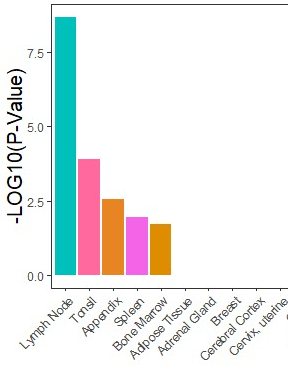 -LOG10(P-Value)
7.5
5.0
2.5
0.0
Lymph Node
Tonsil
Appendix
Spleen
Bone Marrow
Adipose Tissue
Adrenal Gland
Breast
Cerebral Cortex
Cervix, uterine